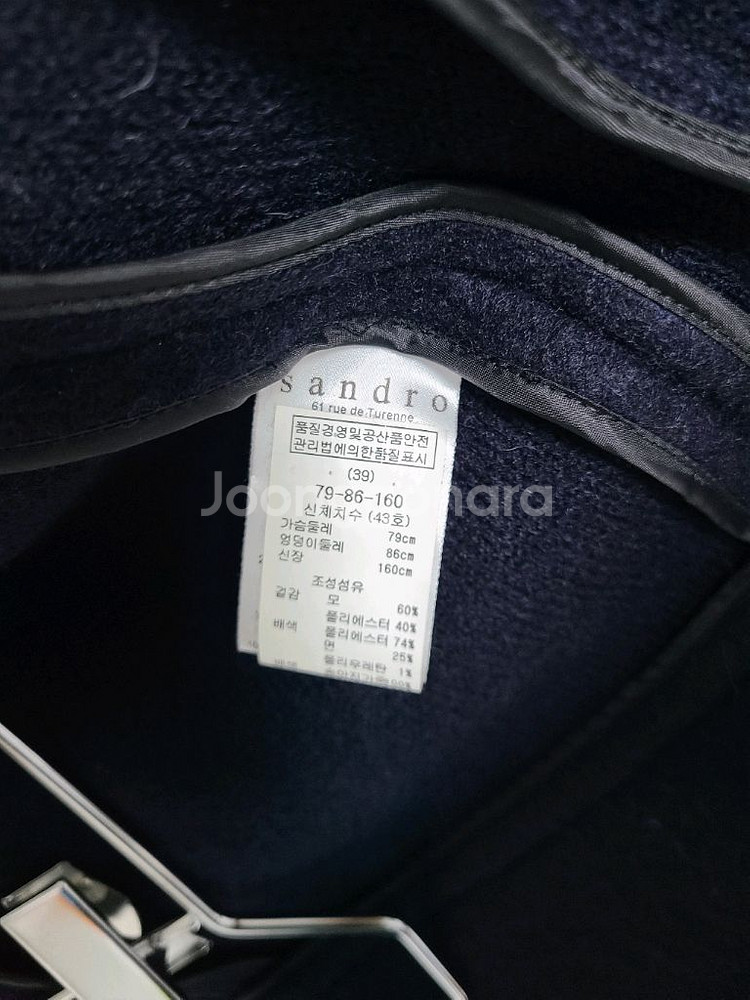 sandro
61 rue de Turenne
품질경영및공산품안전
관리법에의한품질표시
(39)
79-86-160
신체치수 (43호)
가슴둘레 79cm
엉덩이둘레 86cm
신장 160cm
조성섬유
겉감 모 60%
폴리에스터 40%
배색 폴리에스터 74%
면 25%
폴리우레탄 1%